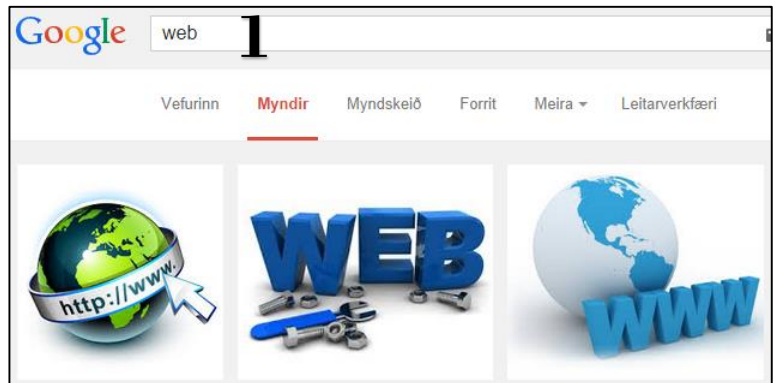 Google web 1
Vefurinn Myndir Myndskeið Forrit Meira Leitarverkfæri
http://www.
WEB
WWW